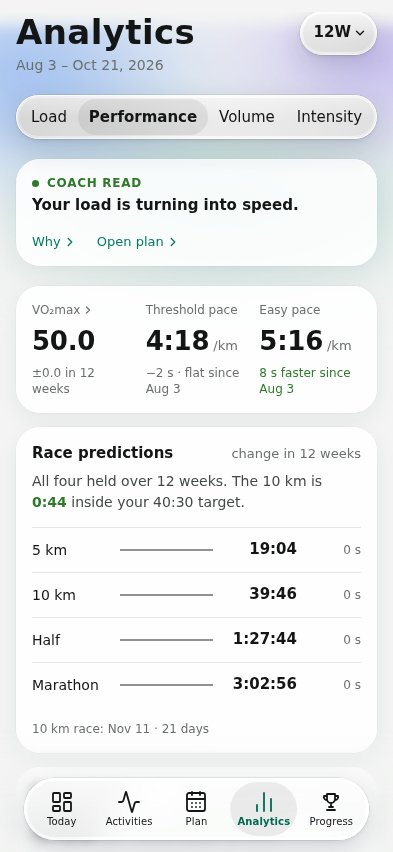 Analytics
12W
Aug 3 – Oct 21, 2026
Load Performance Volume Intensity
COACH READ
Your load is turning into speed.
Why Open plan
VO₂max Threshold pace Easy pace
50.0 4:18 /km 5:16 /km
±0.0 in 12 −2 s · flat since 8 s faster since
weeks Aug 3 Aug 3
Race predictions change in 12 weeks
All four held over 12 weeks. The 10 km is
0:44 inside your 40:30 target.
5 km 19:04 0 s
10 km 39:46 0 s
Half 1:27:44 0 s
Marathon 3:02:56 0 s
10 km race: Nov 11 · 21 days
Today Activities Plan Analytics Progress